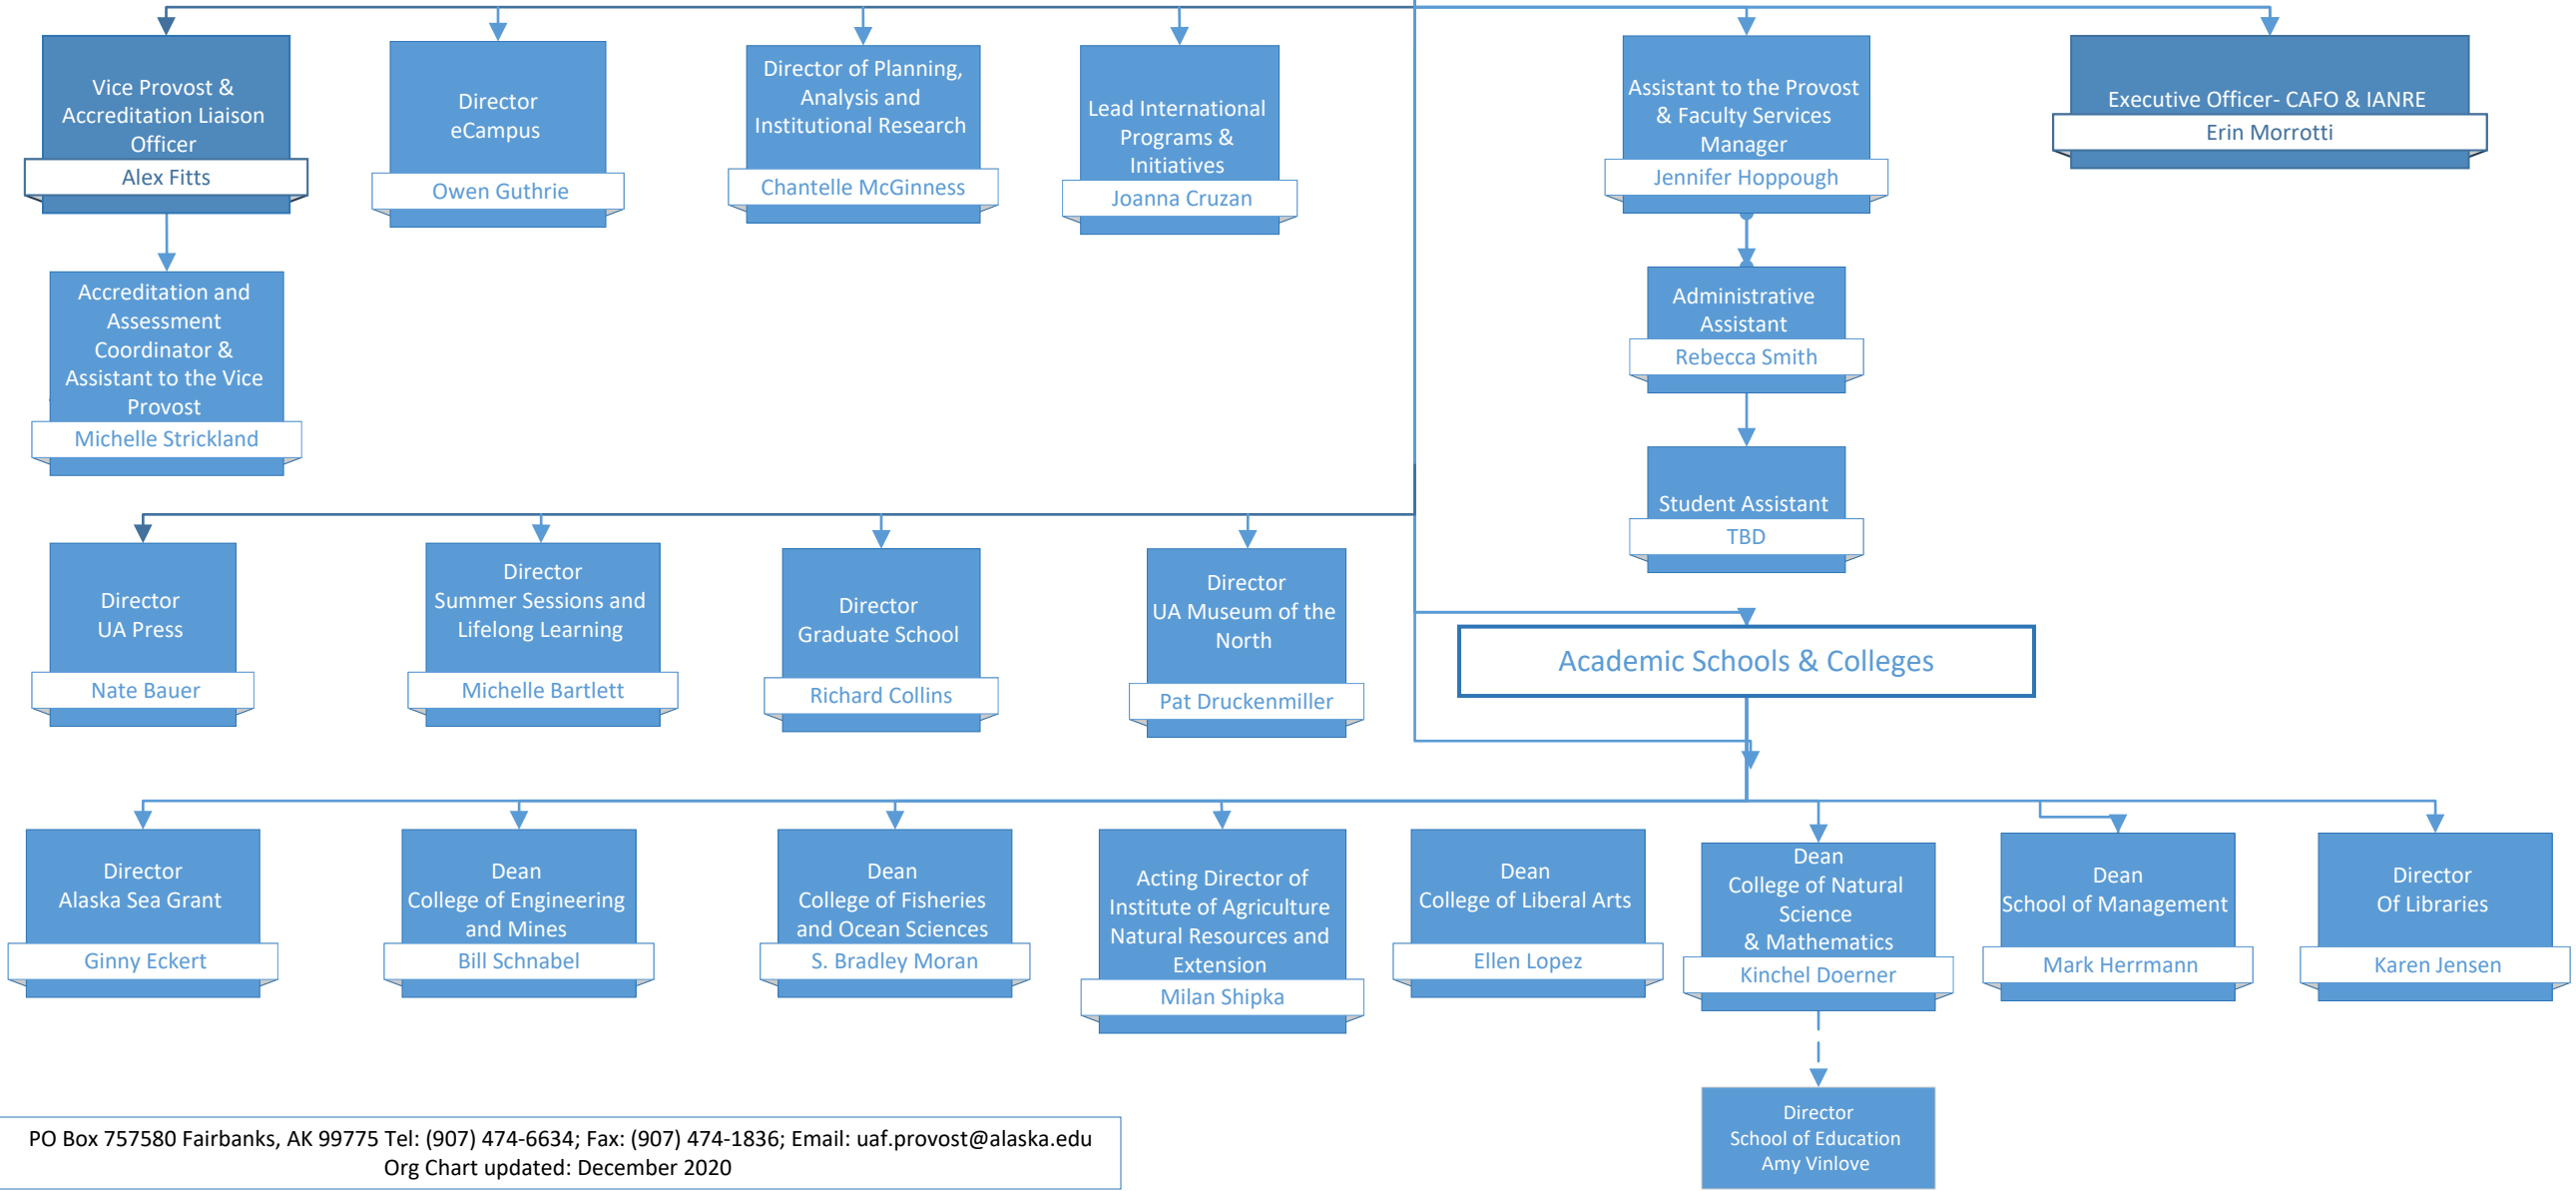 Vice Provost &
Accreditation Liaison
Officer
Alex Fitts
Director
eCampus
Owen Guthrie
Director of Planning,
Analysis and
Institutional Research
Chantelle McGinness
Lead International
Programs &
Initiatives
Joanna Cruzan
Assistant to the Provost
& Faculty Services
Manager
Jennifer Hoppough
Executive Officer- CAFO & IANRE
Erin Morrotti
Accreditation and
Assessment
Coordinator &
Assistant to the Vice
Provost
Michelle Strickland
Administrative
Assistant
Rebecca Smith
Student Assistant
TBD
Director
UA Press
Nate Bauer
Director
Summer Sessions and
Lifelong Learning
Michelle Bartlett
Director
Graduate School
Richard Collins
Director
UA Museum of the
North
Pat Druckenmiller
Academic Schools & Colleges
Director
Alaska Sea Grant
Ginny Eckert
Dean
College of Engineering
and Mines
Bill Schnabel
Dean
College of Fisheries
and Ocean Sciences
S. Bradley Moran
Acting Director of
Institute of Agriculture
Natural Resources and
Extension
Milan Shipka
Dean
College of Liberal Arts
Ellen Lopez
Dean
College of Natural
Science
& Mathematics
Kinchel Doerner
Dean
School of Management
Mark Herrmann
Director
Of Libraries
Karen Jensen
Director
School of Education
Amy Vinlove
PO Box 757580 Fairbanks, AK 99775 Tel: (907) 474-6634; Fax: (907) 474-1836; Email: uaf.provost@alaska.edu
Org Chart updated: December 2020